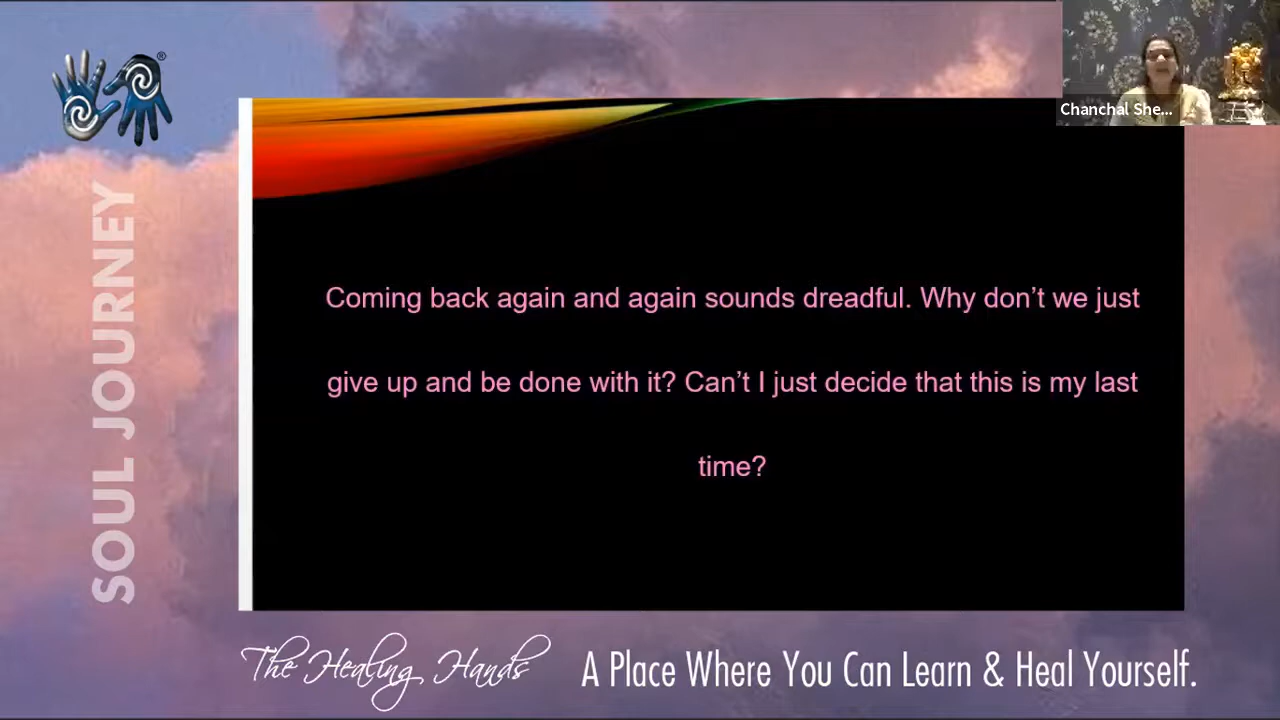 ®
Chanchal She...
SOUL JOURNEY
Coming back again and again sounds dreadful. Why don’t we just
give up and be done with it? Can’t I just decide that this is my last
time?
The Healing Hands
A Place Where You Can Learn & Heal Yourself.